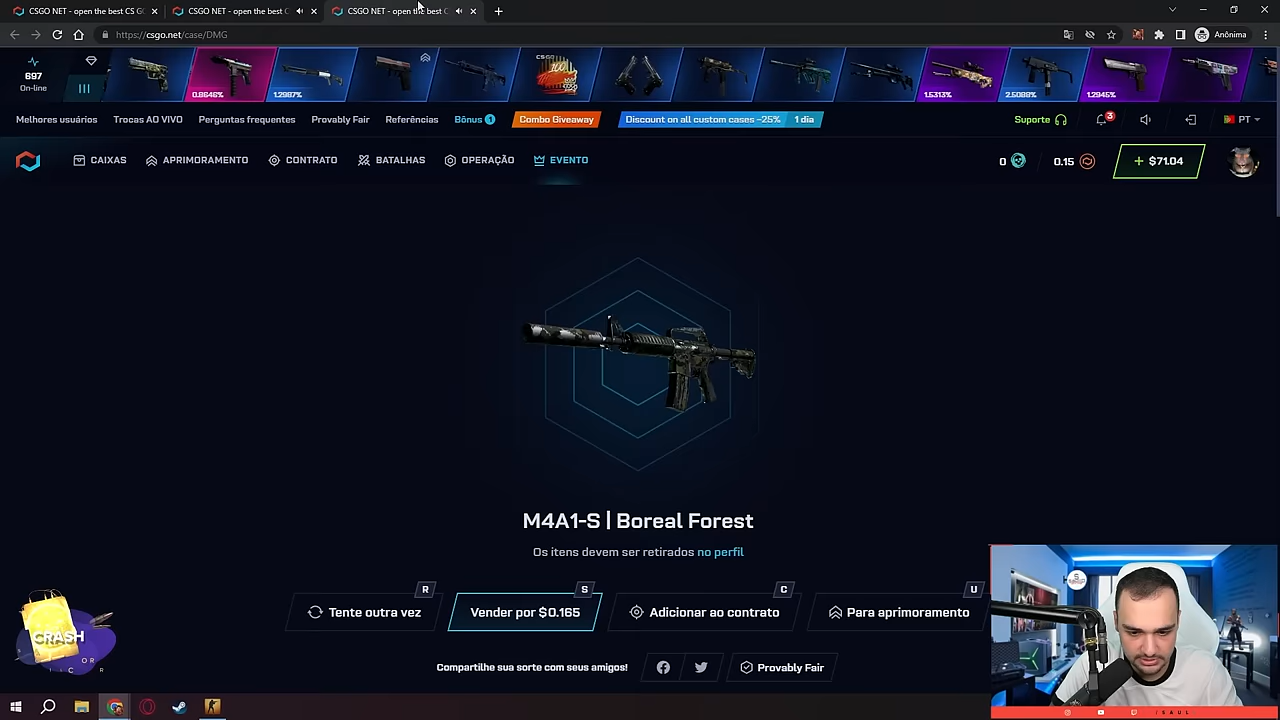 CSGO NET - open the best CS GO
CSGO NET - open the best C
CSGO NET - open the best C
https://csgo.net/case/DMG
Anônima
697
On-line
0.8646%
1.2987%
1.5313%
2.5088%
1.2945%
Melhores usuários
Trocas AO VIVO
Perguntas frequentes
Provably Fair
Referências
Bônus 1
Combo Giveaway
Discount on all custom cases −25%
1 dia
Suporte
3
PT
CAIXAS
APRIMORAMENTO
CONTRATO
BATALHAS
OPERAÇÃO
EVENTO
0
0.15
+ $71.04
M4A1-S | Boreal Forest
Os itens devem ser retirados no perfil
R
S
C
U
Tente outra vez
Vender por $0.165
Adicionar ao contrato
Para aprimoramento
Compartilhe sua sorte com seus amigos!
Provably Fair
CRASH
/ S A U L